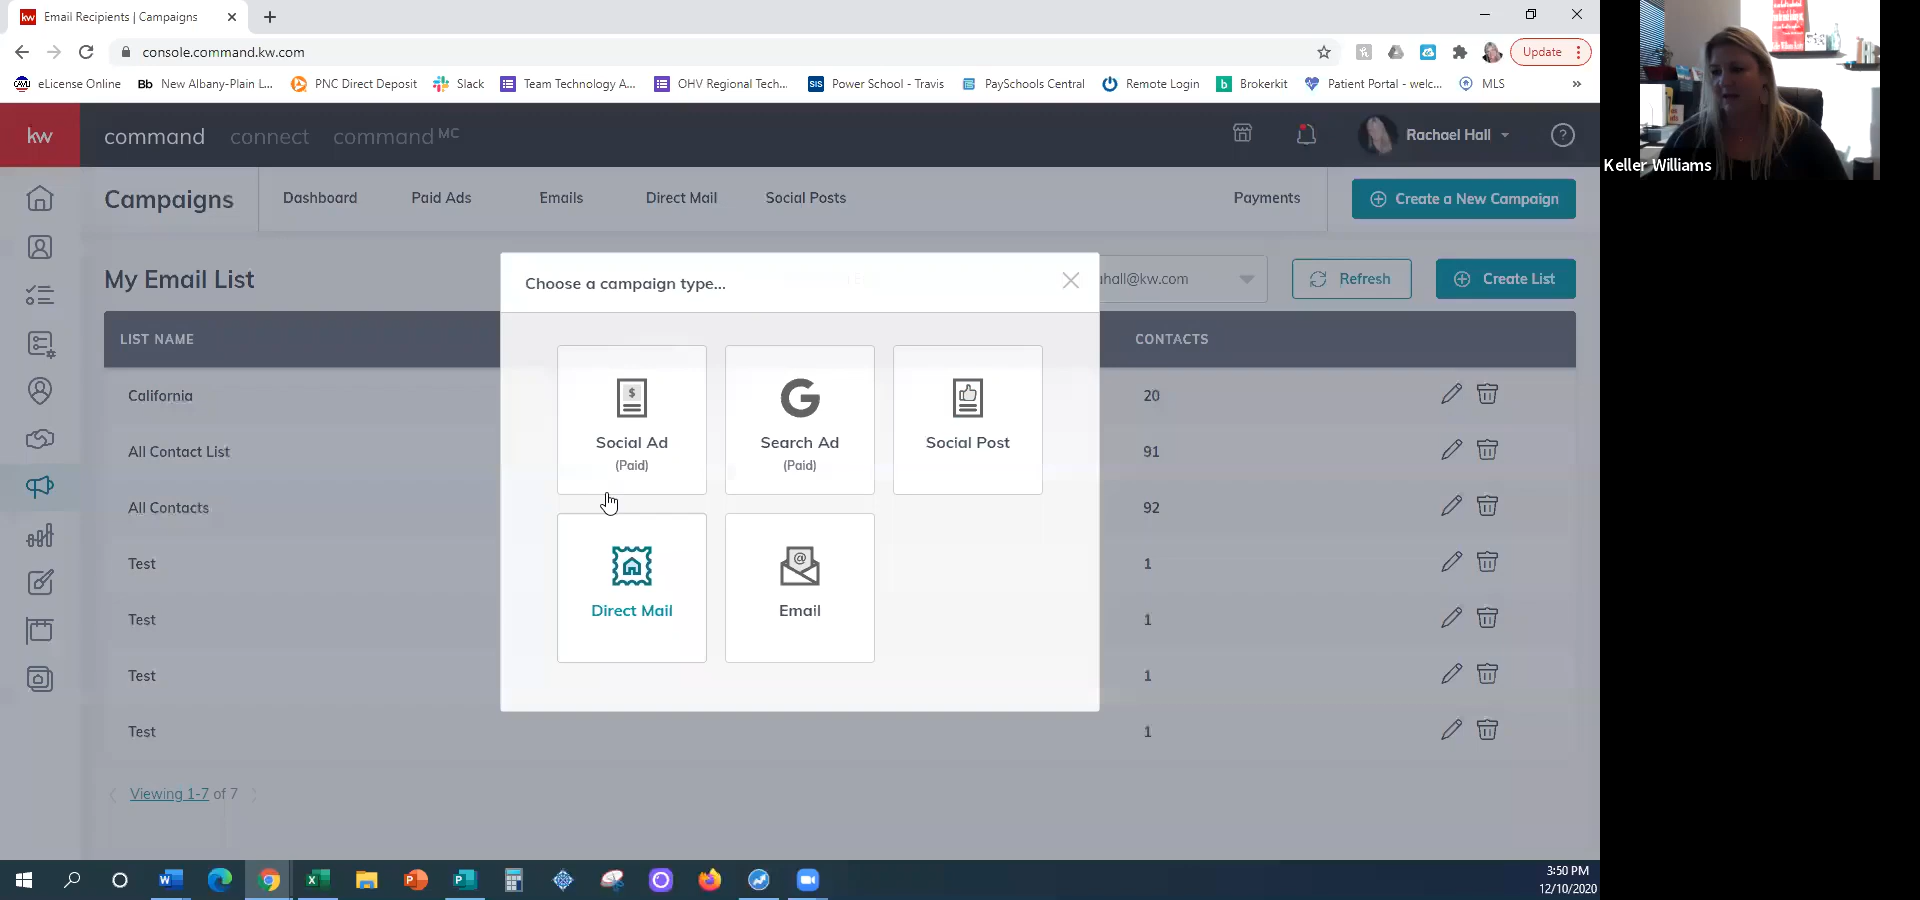 kw Email Recipients | Campaigns
console.command.kw.com
Update
eLicense Online Bb New Albany-Plain L... PNC Direct Deposit Slack Team Technology A... OHV Regional Tech... SIS Power School - Travis PaySchools Central Remote Login b Brokerkit Patient Portal - welc... MLS »
kw command connect command MC Rachael Hall ?
Keller Williams
Campaigns Dashboard Paid Ads Emails Direct Mail Social Posts Payments Create a New Campaign
My Email List Choose a campaign type... ahall@kw.com Refresh Create List
LIST NAME CONTACTS
California 20
Social Ad Search Ad Social Post
(Paid) (Paid)
All Contact List 91
All Contacts 92
Test 1
Direct Mail Email
Test 1
Test 1
Test 1
Viewing 1-7 of 7
3:50 PM
12/10/2020